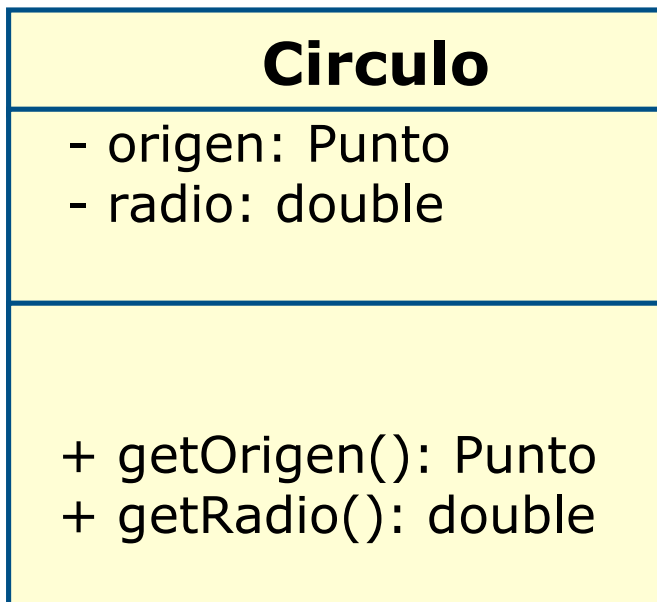 Circulo
- origen: Punto
- radio: double
+ getOrigen(): Punto
+ getRadio(): double